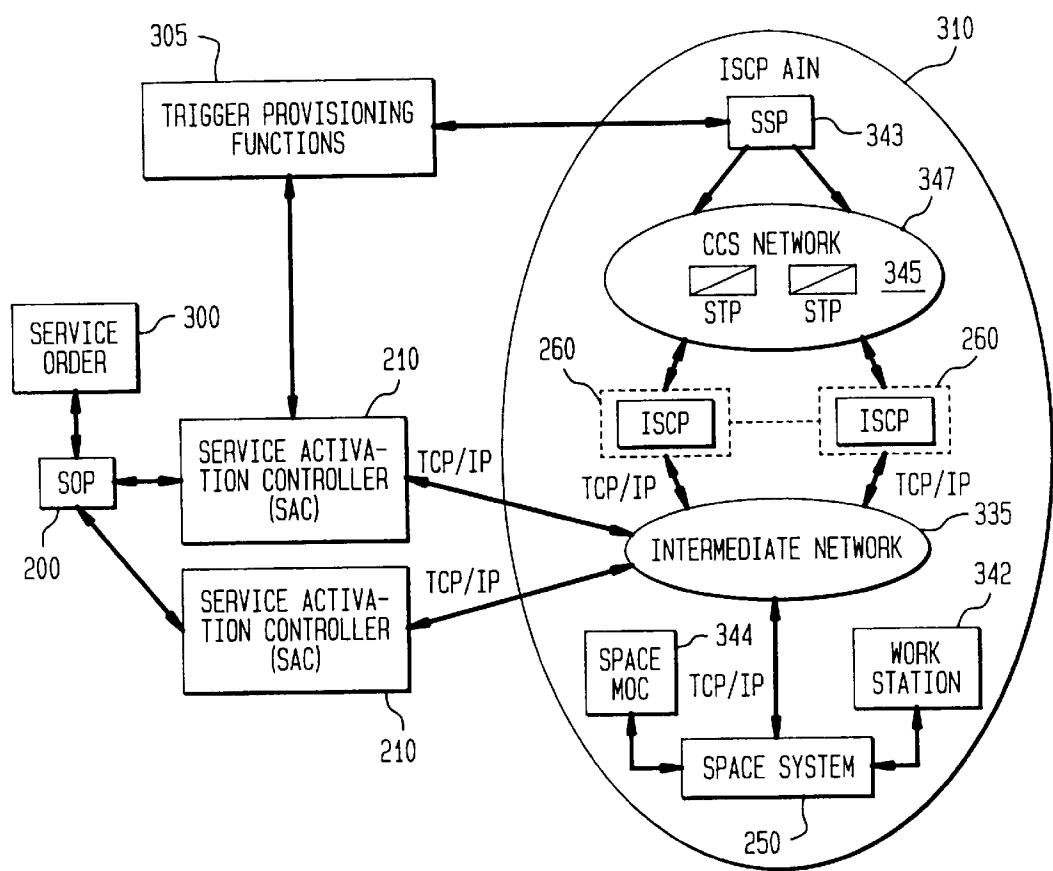 305
310
ISCP AIN
TRIGGER PROVISIONING
FUNCTIONS
SSP
343
347
CCS NETWORK
345
STP
STP
300
SERVICE
ORDER
260
260
210
ISCP
ISCP
SERVICE ACTIVA-
TION CONTROLLER
(SAC)
TCP/IP
TCP/IP
TCP/IP
SOP
200
335
INTERMEDIATE NETWORK
TCP/IP
SERVICE ACTIVA-
TION CONTROLLER
(SAC)
342
344
SPACE
MOC
WORK
STATION
TCP/IP
210
SPACE SYSTEM
250